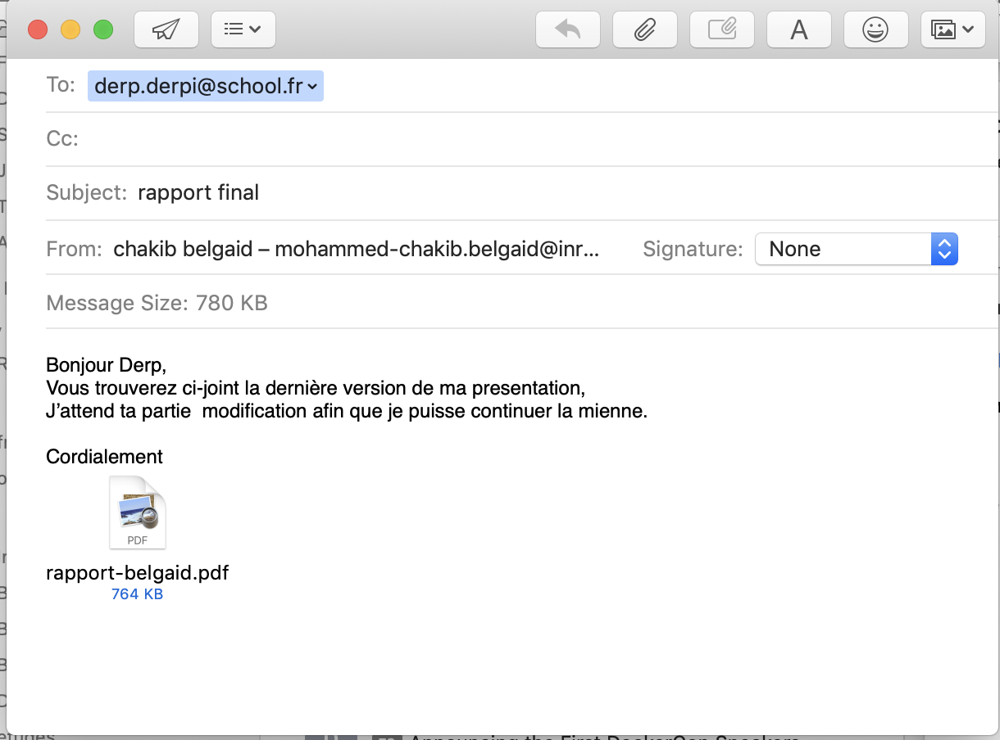 To: derp.derpi@school.fr
Cc:
Subject: rapport final
From: chakib belgaid – mohammed-chakib.belgaid@inr... Signature: None
Message Size: 780 KB
Bonjour Derp,
Vous trouverez ci-joint la dernière version de ma presentation,
J’attend ta partie  modification afin que je puisse continuer la mienne.
Cordialement
PDF
rapport-belgaid.pdf
764 KB